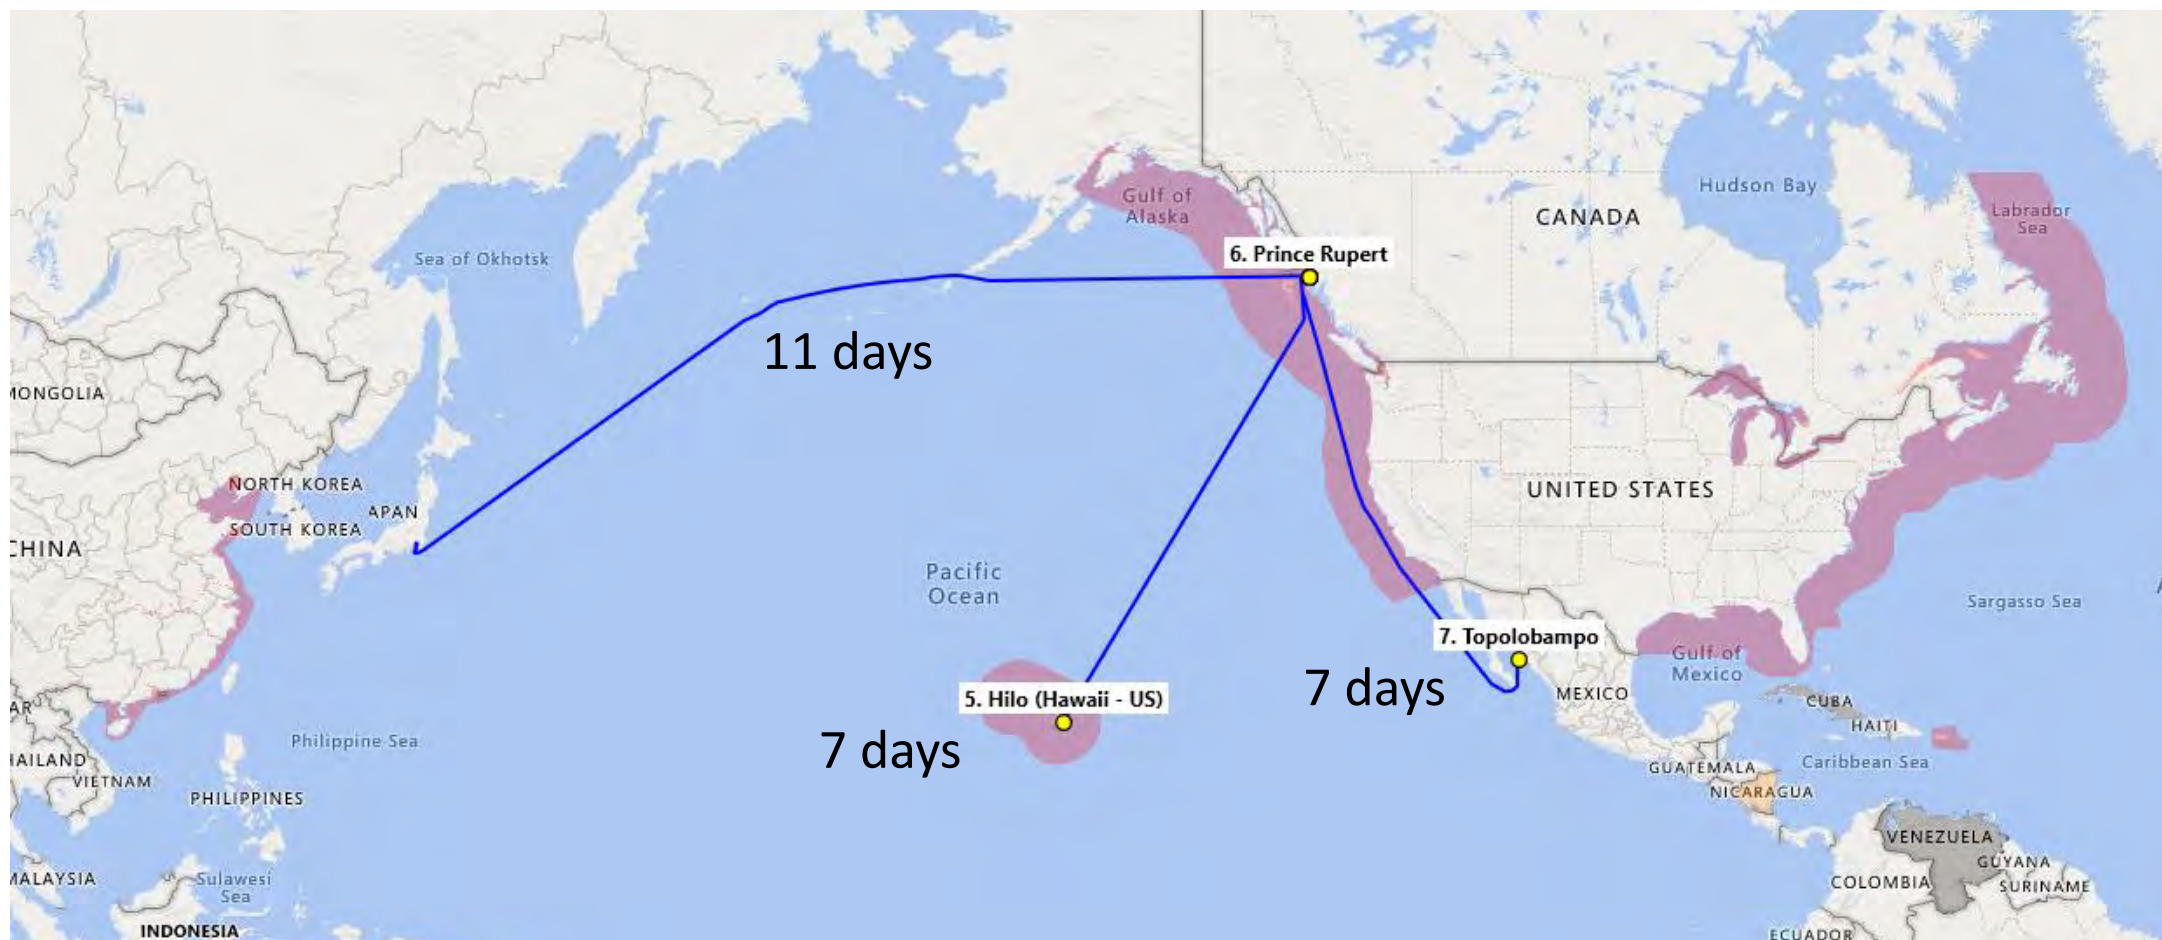 Hudson Bay
Gulf of
Alaska
CANADA
Labrador
Sea
Sea of Okhotsk
6. Prince Rupert
11 days
MONGOLIA
NORTH KOREA
APAN
SOUTH KOREA
CHINA
UNITED STATES
Pacific
Ocean
Sargasso Sea
7. Topolobampo
Gulf of
Mexico
7 days
MEXICO
5. Hilo (Hawaii - US)
CUBA
HAITI
AR
Philippine Sea
7 days
HAILAND
VIETNAM
GUATEMALA
Caribbean Sea
NICARAGUA
PHILIPPINES
VENEZUELA
GUYANA
MALAYSIA
Sulawesi
Sea
COLOMBIA
SURINAME
INDONESIA
ECUADOR